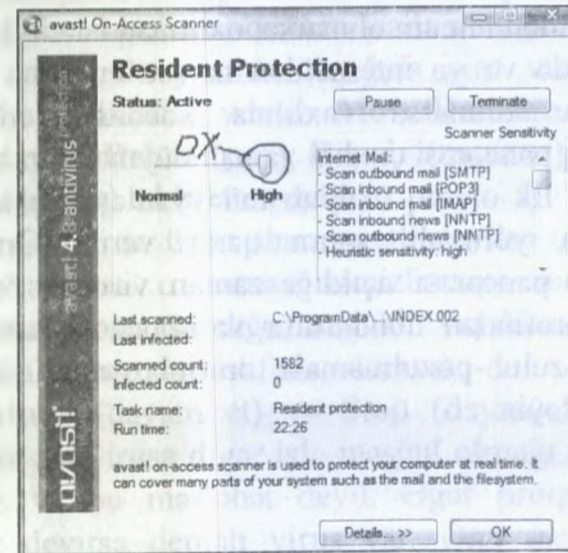 avast! On-Access Scanner
Resident Protection
Status: Active
Pause
Terminate
Scanner Sensitivity
DX
Normal
High
Internet Mail:
- Scan outbound mail [SMTP]
- Scan inbound mail [POP3]
- Scan inbound mail [IMAP]
- Scan inbound news [NNTP]
- Scan outbound news [NNTP]
- Heuristic sensitivity: high
Last scanned: C:\ProgramData\...\INDEX.002
Last infected:
Scanned count: 1582
Infected count: 0
Task name: Resident protection
Run time: 22:26
avast! on-access scanner is used to protect your computer at real time. It
can cover many parts of your system such as the mail and the filesystem.
Details... >>
OK
avast! 4.8 antivirus
avast!